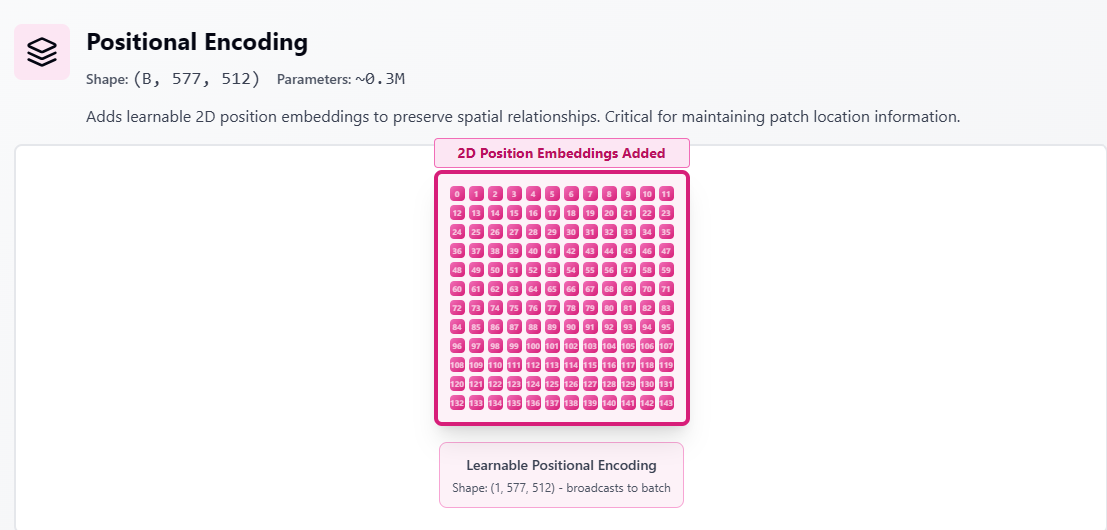 Positional Encoding
Shape: (B, 577, 512) Parameters: ~0.3M
Adds learnable 2D position embeddings to preserve spatial relationships. Critical for maintaining patch location information.
2D Position Embeddings Added
0 1 2 3 4 5 6 7 8 9 10 11
12 13 14 15 16 17 18 19 20 21 22 23
24 25 26 27 28 29 30 31 32 33 34 35
36 37 38 39 40 41 42 43 44 45 46 47
48 49 50 51 52 53 54 55 56 57 58 59
60 61 62 63 64 65 66 67 68 69 70 71
72 73 74 75 76 77 78 79 80 81 82 83
84 85 86 87 88 89 90 91 92 93 94 95
96 97 98 99 100 101 102 103 104 105 106 107
108 109 110 111 112 113 114 115 116 117 118 119
120 121 122 123 124 125 126 127 128 129 130 131
132 133 134 135 136 137 138 139 140 141 142 143
Learnable Positional Encoding
Shape: (1, 577, 512) - broadcasts to batch